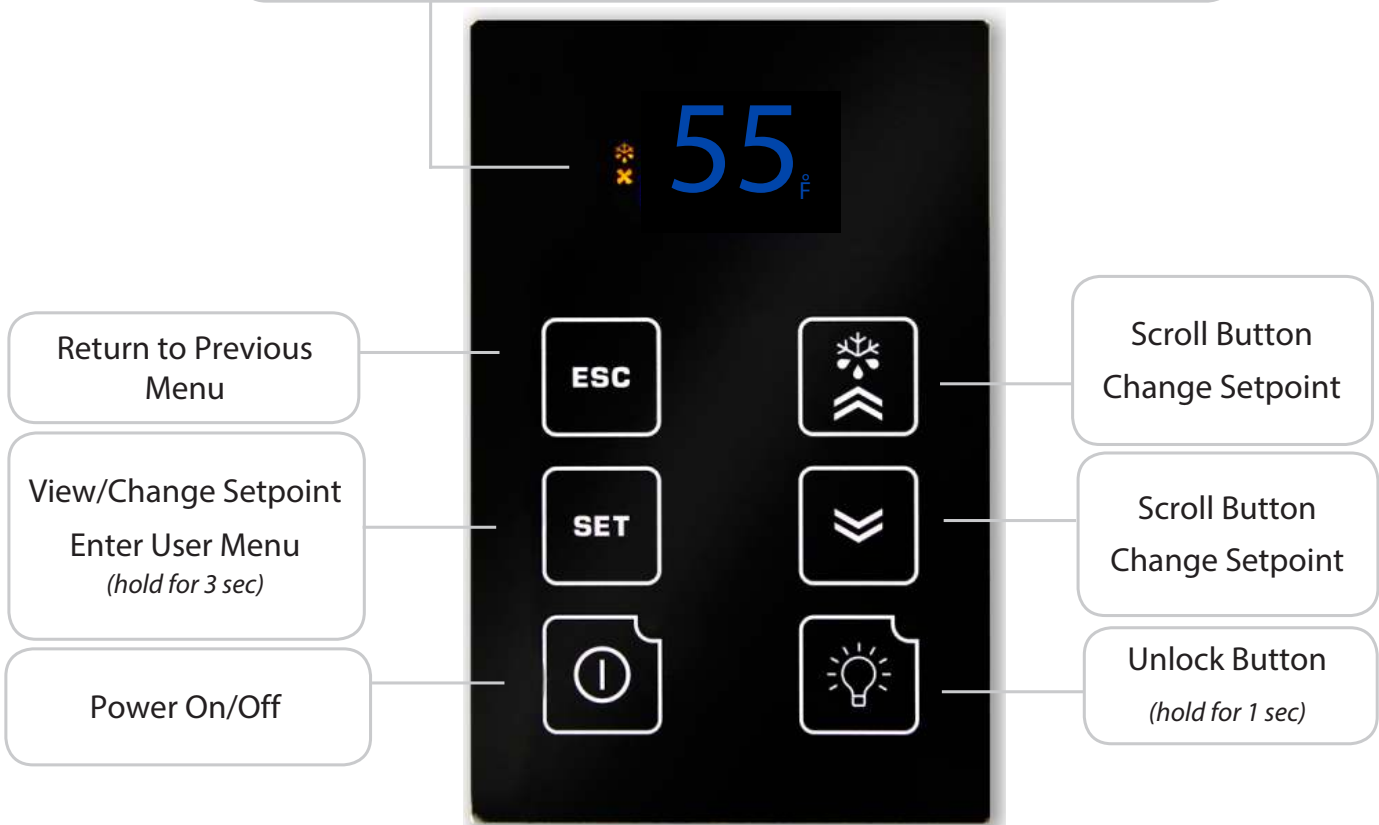 55
°F
Return to Previous
Menu
ESC
Scroll Button
Change Setpoint
View/Change Setpoint
Enter User Menu
(hold for 3 sec)
SET
Scroll Button
Change Setpoint
Power On/Off
Unlock Button
(hold for 1 sec)